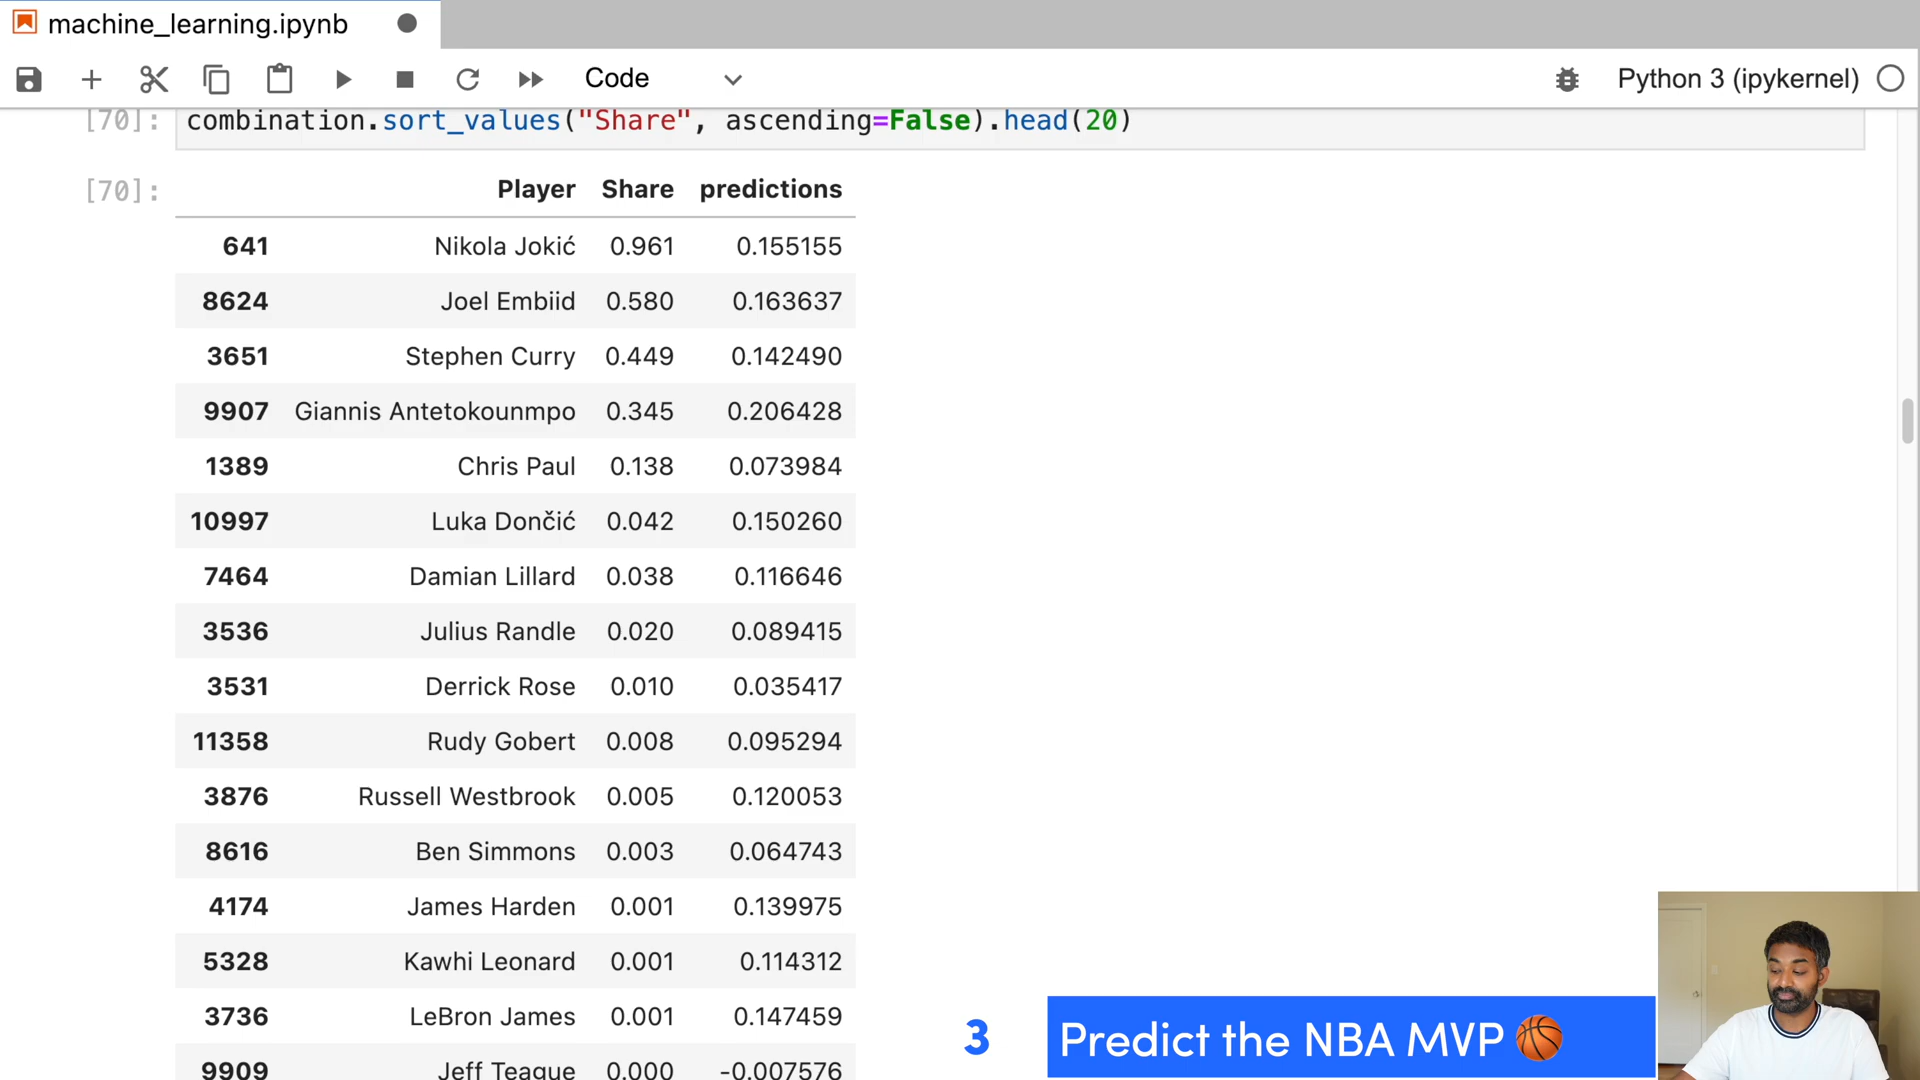 machine_learning.ipynb
Code
Python 3 (ipykernel)
[70]: combination.sort_values("Share", ascending=False).head(20)
[70]: Player Share predictions
641 Nikola Jokić 0.961 0.155155
8624 Joel Embiid 0.580 0.163637
3651 Stephen Curry 0.449 0.142490
9907 Giannis Antetokounmpo 0.345 0.206428
1389 Chris Paul 0.138 0.073984
10997 Luka Dončić 0.042 0.150260
7464 Damian Lillard 0.038 0.116646
3536 Julius Randle 0.020 0.089415
3531 Derrick Rose 0.010 0.035417
11358 Rudy Gobert 0.008 0.095294
3876 Russell Westbrook 0.005 0.120053
8616 Ben Simmons 0.003 0.064743
4174 James Harden 0.001 0.139975
5328 Kawhi Leonard 0.001 0.114312
3736 LeBron James 0.001 0.147459
9909 Jeff Teague 0.000 -0.007576
3 Predict the NBA MVP 🏀